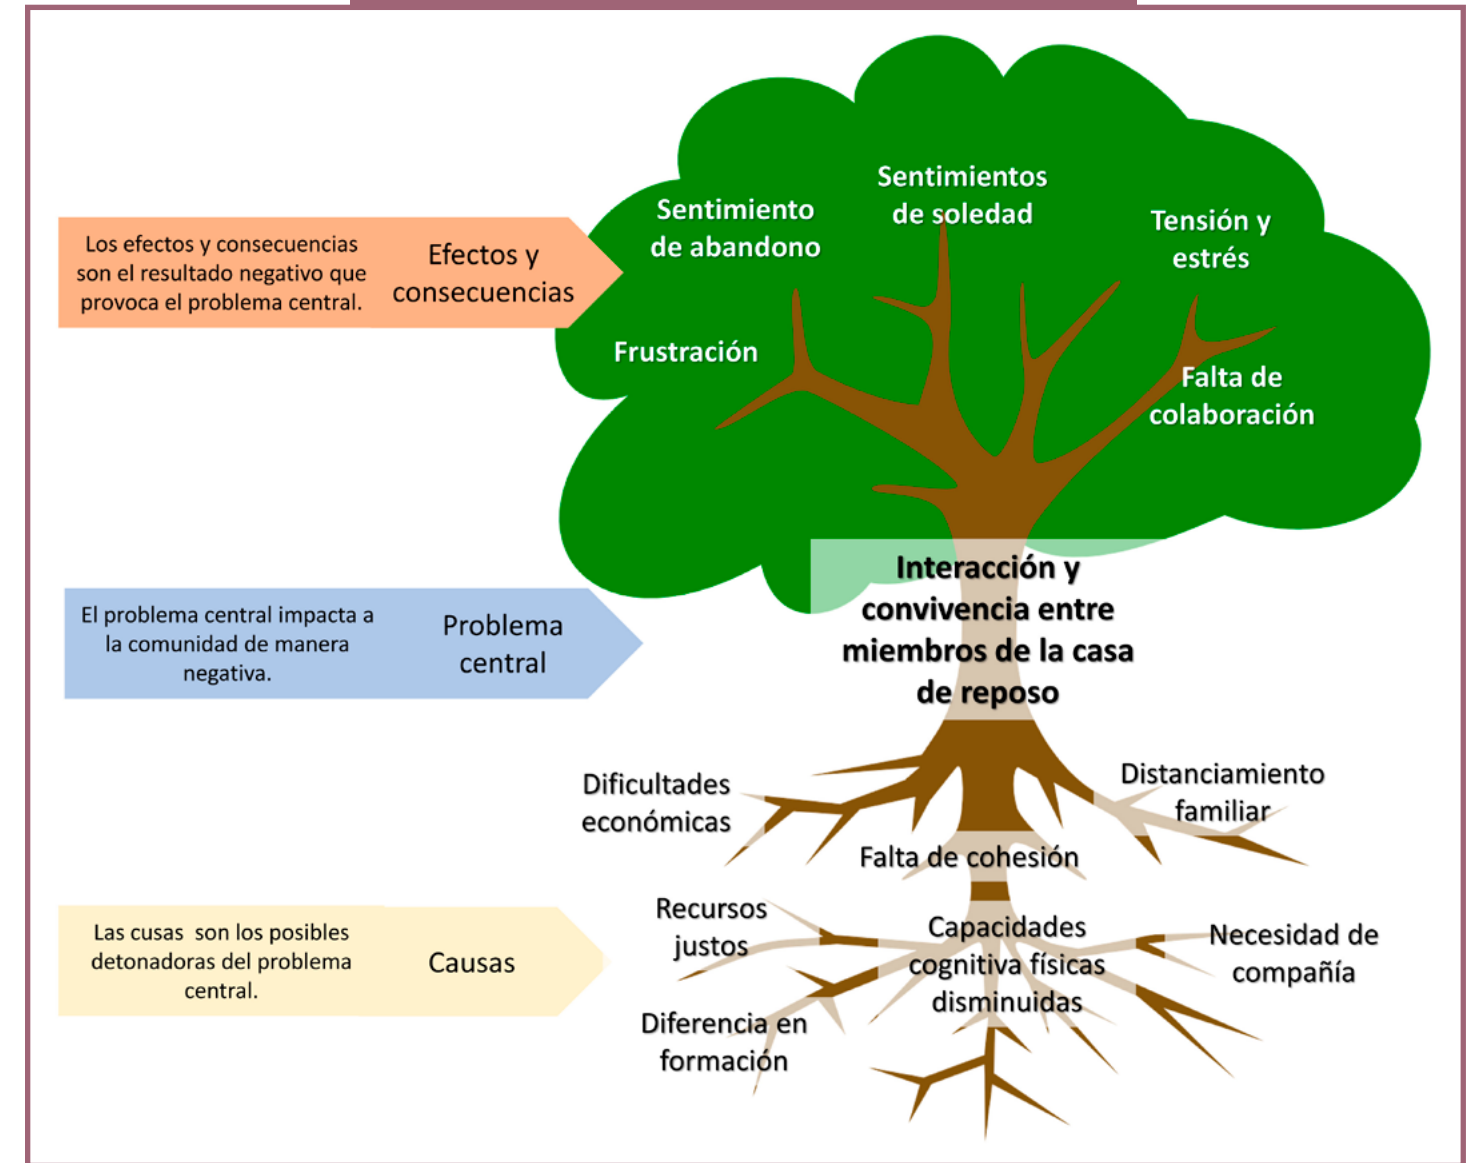 Sentimientos
de soledad
Sentimiento
de abandono
Tensión y
estrés
Los efectos y consecuencias
son el resultado negativo que
provoca el problema central.
Efectos y
consecuencias
Frustración
Falta de
colaboración
Interacción y
convivencia entre
miembros de la casa
de reposo
El problema central impacta a
la comunidad de manera
negativa.
Problema
central
Dificultades
económicas
Distanciamiento
familiar
Falta de cohesión
Recursos
justos
Capacidades
cognitiva físicas
disminuidas
Necesidad de
compañía
Las cusas son los posibles
detonadoras del problema
central.
Causas
Diferencia en
formación